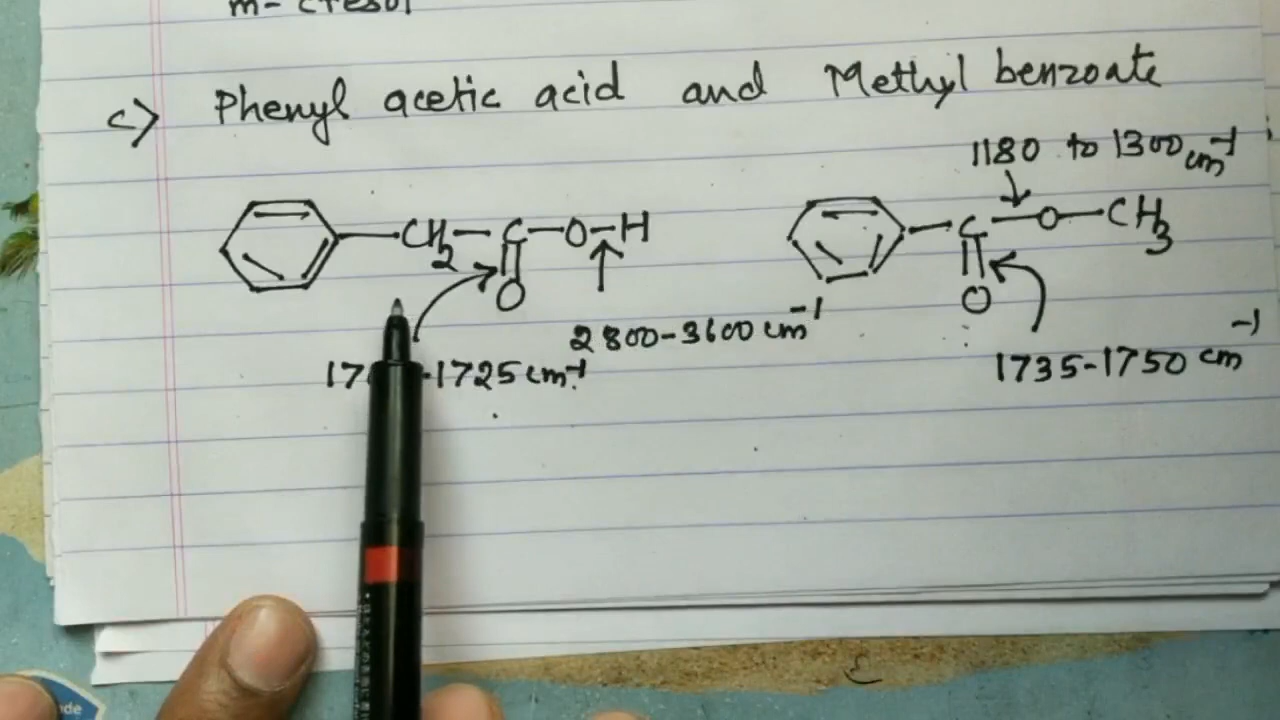 m- cresol
c) Phenyl acetic acid and Methyl benzoate
1180 to 1300 cm⁻¹
CH₂ C O H
O
C O CH₃
O
2800-3600 cm⁻¹
-1725 cm⁻¹
1735-1750 cm⁻¹